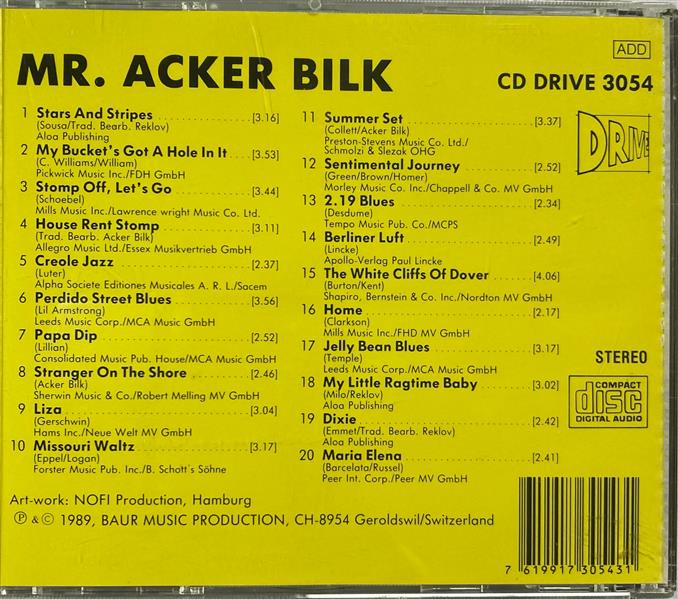 ADD
MR. ACKER BILK
CD DRIVE 3054
1 Stars And Stripes [3.16]
(Sousa/Trad. Bearb. Reklov)
Aloa Publishing
2 My Bucket's Got A Hole In It [3.53]
(C. Williams/William)
Pickwick Music Inc./FDH GmbH
3 Stomp Off, Let's Go [3.44]
(Schoebel)
Mills Music Inc./Lawrence wright Music Co. Ltd.
4 House Rent Stomp [3.11]
(Trad. Bearb. Acker Bilk)
Allegro Music Ltd/Essex Musikvertrieb GmbH
5 Creole Jazz [2.37]
(Luter)
Alpha Societe Editiones Musicales A. R. L./Sacem
6 Perdido Street Blues [3.56]
(Lil Armstrong)
Leeds Music Corp./MCA Music GmbH
7 Papa Dip [2.52]
(Lillian)
Consolidated Music Pub. House/MCA Music GmbH
8 Stranger On The Shore [2.46]
(Acker Bilk)
Sherwin Music & Co./Robert Melling MV GmbH
9 Liza [3.04]
(Gerschwin)
Hams Inc./Neue Welt MV GmbH
10 Missouri Waltz [3.17]
(Eppel/Logan)
Forster Music Pub. Inc./B. Schott's Söhne
11 Summer Set [3.37]
(Collett/Acker Bilk)
Preston-Stevens Music Co. Ltd./
Schmolzi & Slezak OHG
12 Sentimental Journey [2.52]
(Green/Brown/Homer)
Morley Music Co. Inc./Chappell & Co. MV GmbH
13 2.19 Blues [2.34]
(Desdume)
Tempo Music Pub. Co./MCPS
14 Berliner Luft [2.49]
(Lincke)
Apollo-Verlag Paul Lincke
15 The White Cliffs Of Dover [4.06]
(Burton/Kent)
Shapiro, Bernstein & Co. Inc./Nordton MV GmbH
16 Home [2.17]
(Clarkson)
Mills Music Inc./FHD MV GmbH
17 Jelly Bean Blues [3.17]
(Temple)
Leeds Music Corp./MCA Music GmbH
18 My Little Ragtime Baby [3.02]
(Milo/Reklov)
Aloa Publishing
19 Dixie [2.42]
(Emmet/Trad. Bearb. Reklov)
Aloa Publishing
20 Maria Elena [2.41]
(Barcelata/Russel)
Peer Int. Corp./Peer MV GmbH
DRIVE
STEREO
COMPACT
disc
DIGITAL AUDIO
Art-work: NOFI Production, Hamburg
℗ & © 1989, BAUR MUSIC PRODUCTION, CH-8954 Geroldswil/Switzerland
7 619917 305431